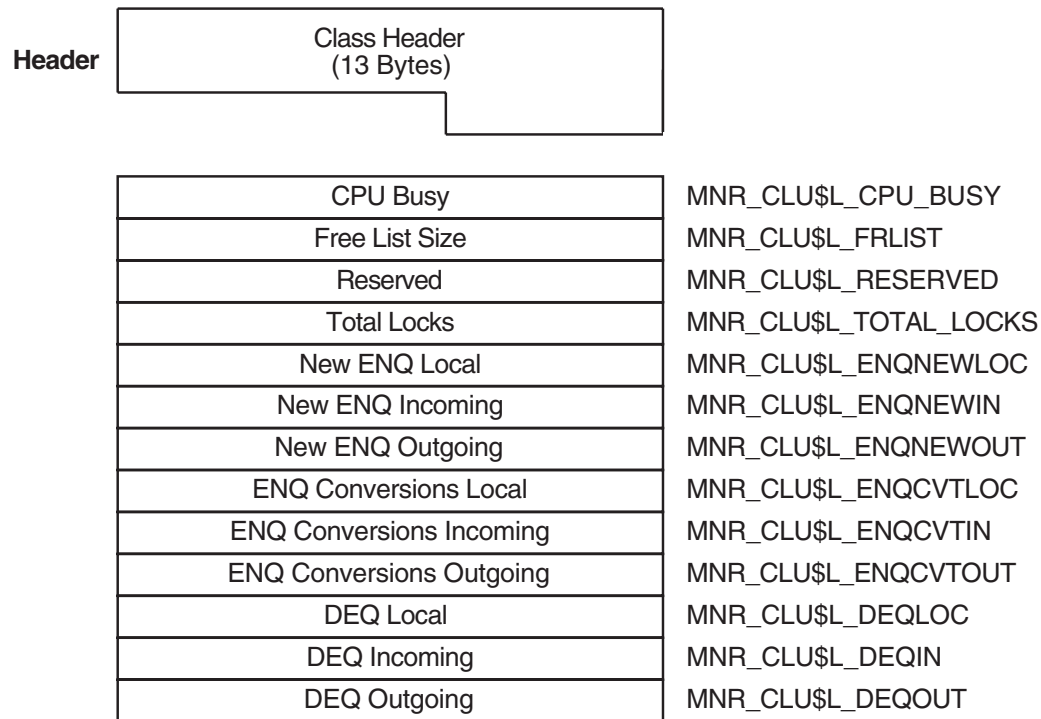 Header
Class Header
(13 Bytes)
CPU Busy MNR_CLU$L_CPU_BUSY
Free List Size MNR_CLU$L_FRLIST
Reserved MNR_CLU$L_RESERVED
Total Locks MNR_CLU$L_TOTAL_LOCKS
New ENQ Local MNR_CLU$L_ENQNEWLOC
New ENQ Incoming MNR_CLU$L_ENQNEWIN
New ENQ Outgoing MNR_CLU$L_ENQNEWOUT
ENQ Conversions Local MNR_CLU$L_ENQCVTLOC
ENQ Conversions Incoming MNR_CLU$L_ENQCVTIN
ENQ Conversions Outgoing MNR_CLU$L_ENQCVTOUT
DEQ Local MNR_CLU$L_DEQLOC
DEQ Incoming MNR_CLU$L_DEQIN
DEQ Outgoing MNR_CLU$L_DEQOUT